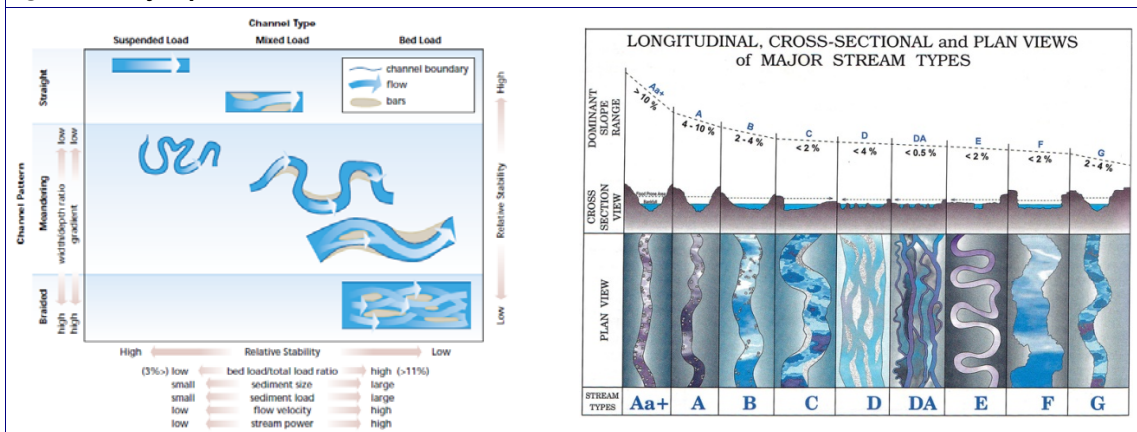 Channel Type
Suspended Load Mixed Load Bed Load
channel boundary
flow
bars
Channel Pattern
Straight
Meandering
Braided
width/depth ratio
gradient
low
low
high
high
High
Relative Stability
Low
High Relative Stability Low
(3%>) low bed load/total load ratio high (>11%)
small sediment size large
small sediment load large
low flow velocity high
low stream power high
LONGITUDINAL, CROSS-SECTIONAL and PLAN VIEWS
of MAJOR STREAM TYPES
DOMINANT
SLOPE
RANGE
Aa+
> 10 %
A
4 - 10 %
B
2 - 4 %
C
< 2 %
D
< 4 %
DA
< 0.5 %
E
< 2 %
F
< 2 %
G
2 - 4 %
CROSS
SECTION
VIEW
PLAN VIEW
STREAM
TYPES
Aa+ A B C D DA E F G